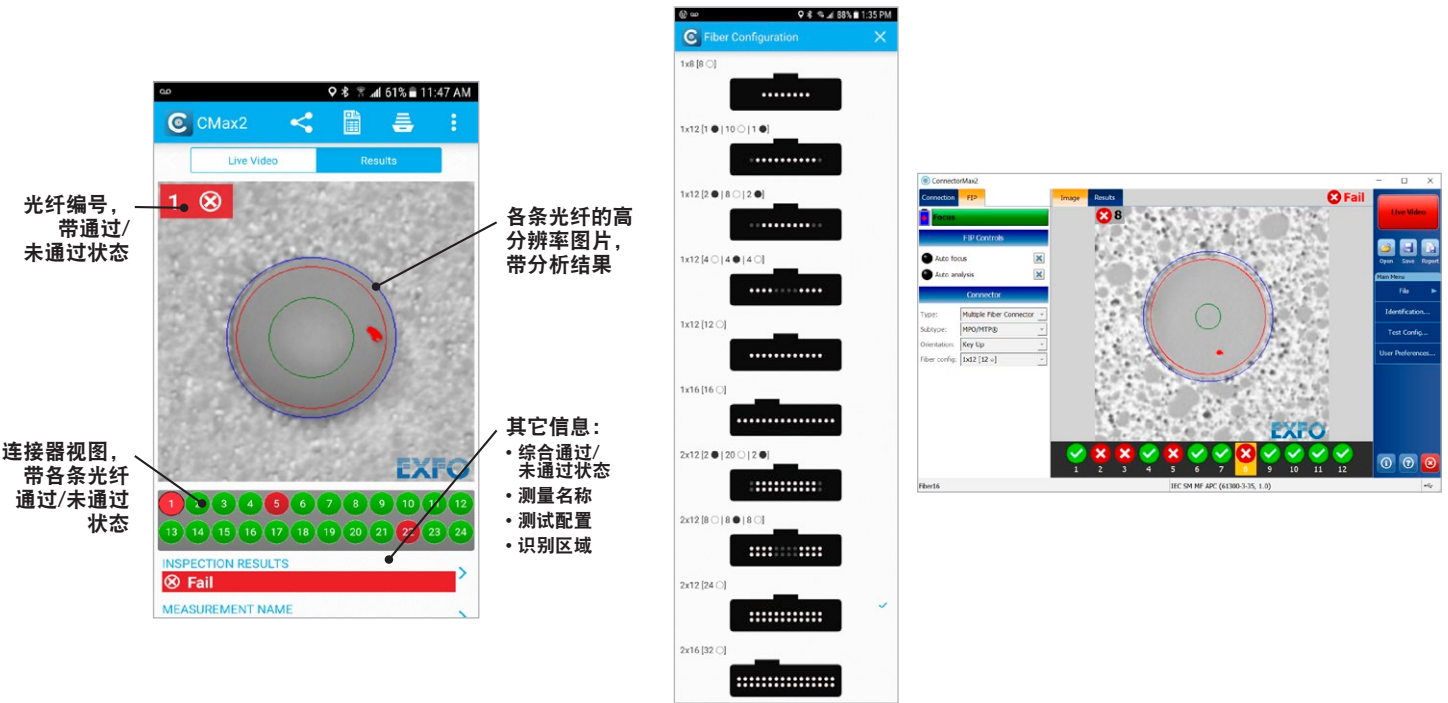 光纤编号，
带通过/
未通过状态
连接器视图，
带各条光纤
通过/未通过
状态
61% 11:47 AM
CMax2
Live Video
Results
1
EXFO
1 2 3 4 5 6 7 8 9 10 11 12
13 14 15 16 17 18 19 20 21 22 23 24
INSPECTION RESULTS
Fail
MEASUREMENT NAME
各条光纤的高
分辨率图片，
带分析结果
其它信息：
• 综合通过/
未通过状态
• 测量名称
• 测试配置
• 识别区域
88% 1:35 PM
Fiber Configuration
1x8 [8 ○]
1x12 [1 ● | 10 ○ | 1 ●]
1x12 [2 ● | 8 ○ | 2 ●]
1x12 [4 ○ | 4 ● | 4 ○]
1x12 [12 ○]
1x16 [16 ○]
2x12 [2 ● | 20 ○ | 2 ●]
2x12 [8 ○ | 8 ● | 8 ○]
2x12 [24 ○]
2x16 [32 ○]
ConnectorMax2
Connection
FIP
Focus
FIP Controls
Auto focus
Auto analysis
Connector
Type: Multiple Fiber Connector
Subtype: MPO/MTP®
Orientation: Key Up
Fiber config: 1x12 [12 ○]
Image
Results
Fail
8
EXFO
1 2 3 4 5 6 7 8 9 10 11 12
Live Video
Open Save Report
Main Menu
File
Identification...
Test Config...
User Preferences...
Fiber16
IEC SM MF APC (61300-3-35, 1.0)